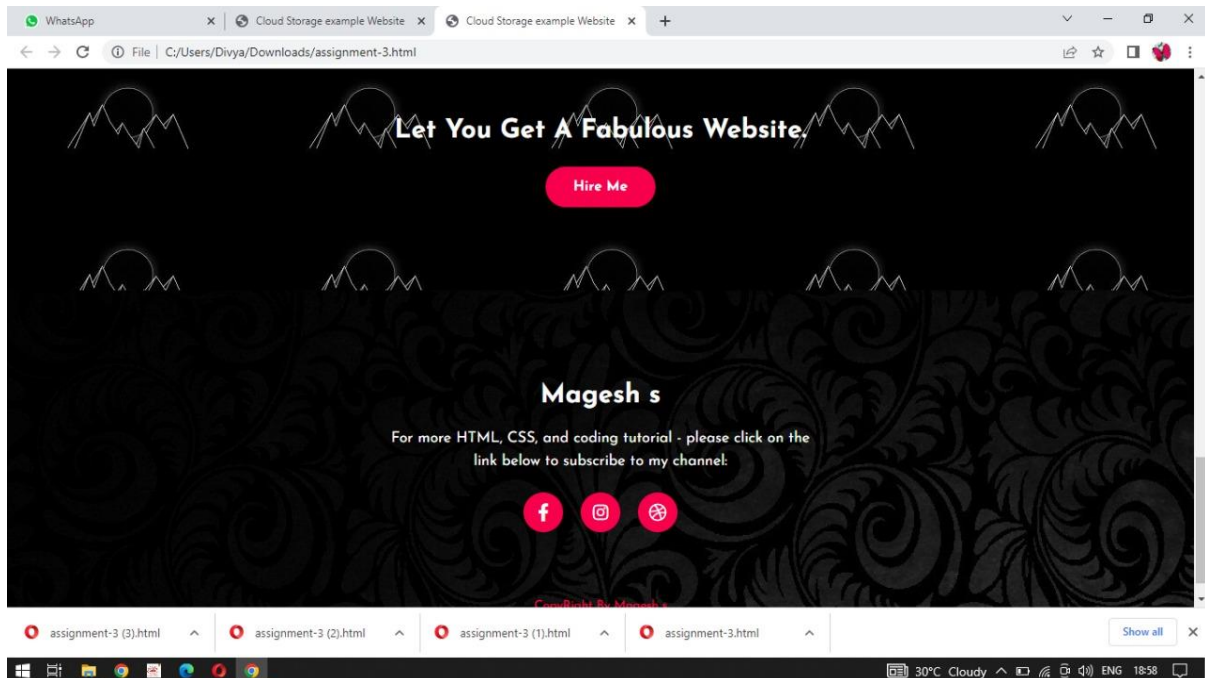 WhatsApp
Cloud Storage example Website
Cloud Storage example Website
File | C:/Users/Divya/Downloads/assignment-3.html
Let You Get A Fabulous Website.
Hire Me
Magesh s
For more HTML, CSS, and coding tutorial - please click on the
link below to subscribe to my channel:
CopyRight By Magesh s
assignment-3 (3).html
assignment-3 (2).html
assignment-3 (1).html
assignment-3.html
Show all
30°C Cloudy ENG 18:58